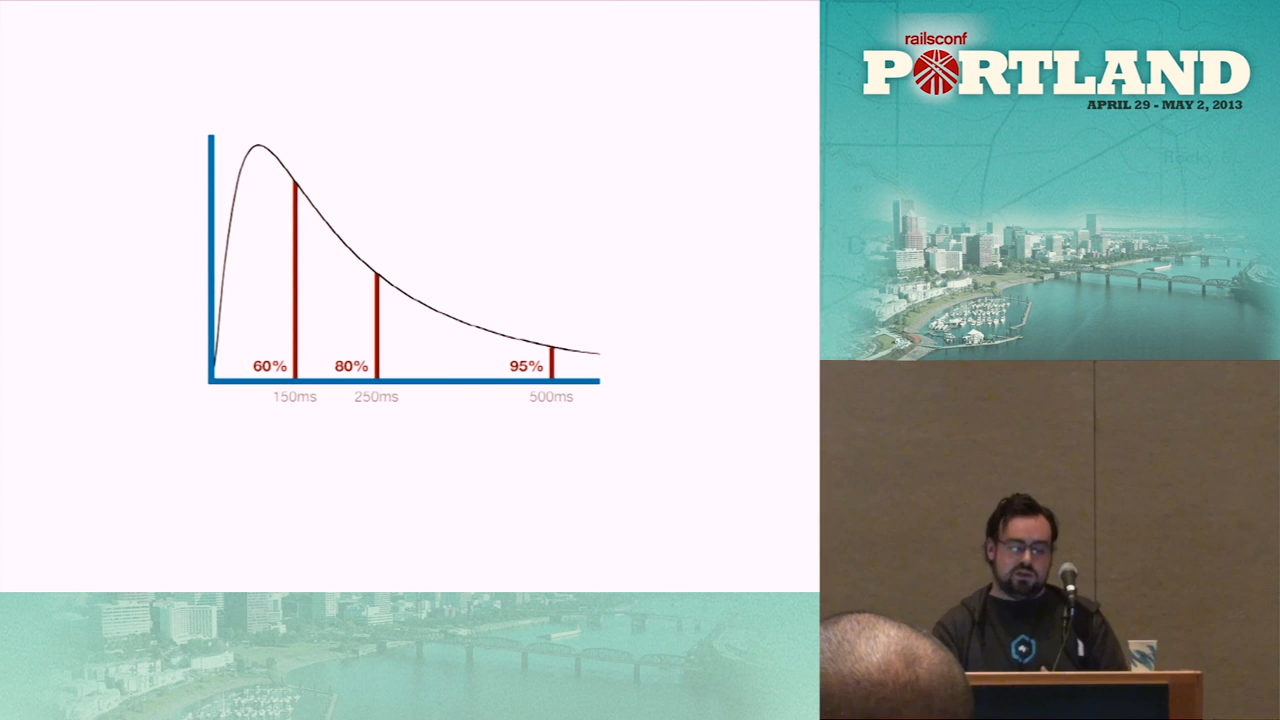 60%
80%
95%
150ms
250ms
500ms
railsconf
PORTLAND
APRIL 29 - MAY 2, 2013